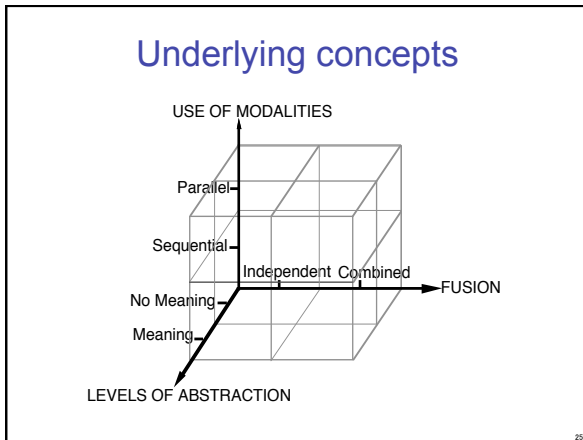 Underlying concepts
USE OF MODALITIES
Parallel
Sequential
Independent Combined
FUSION
No Meaning
Meaning
LEVELS OF ABSTRACTION
25